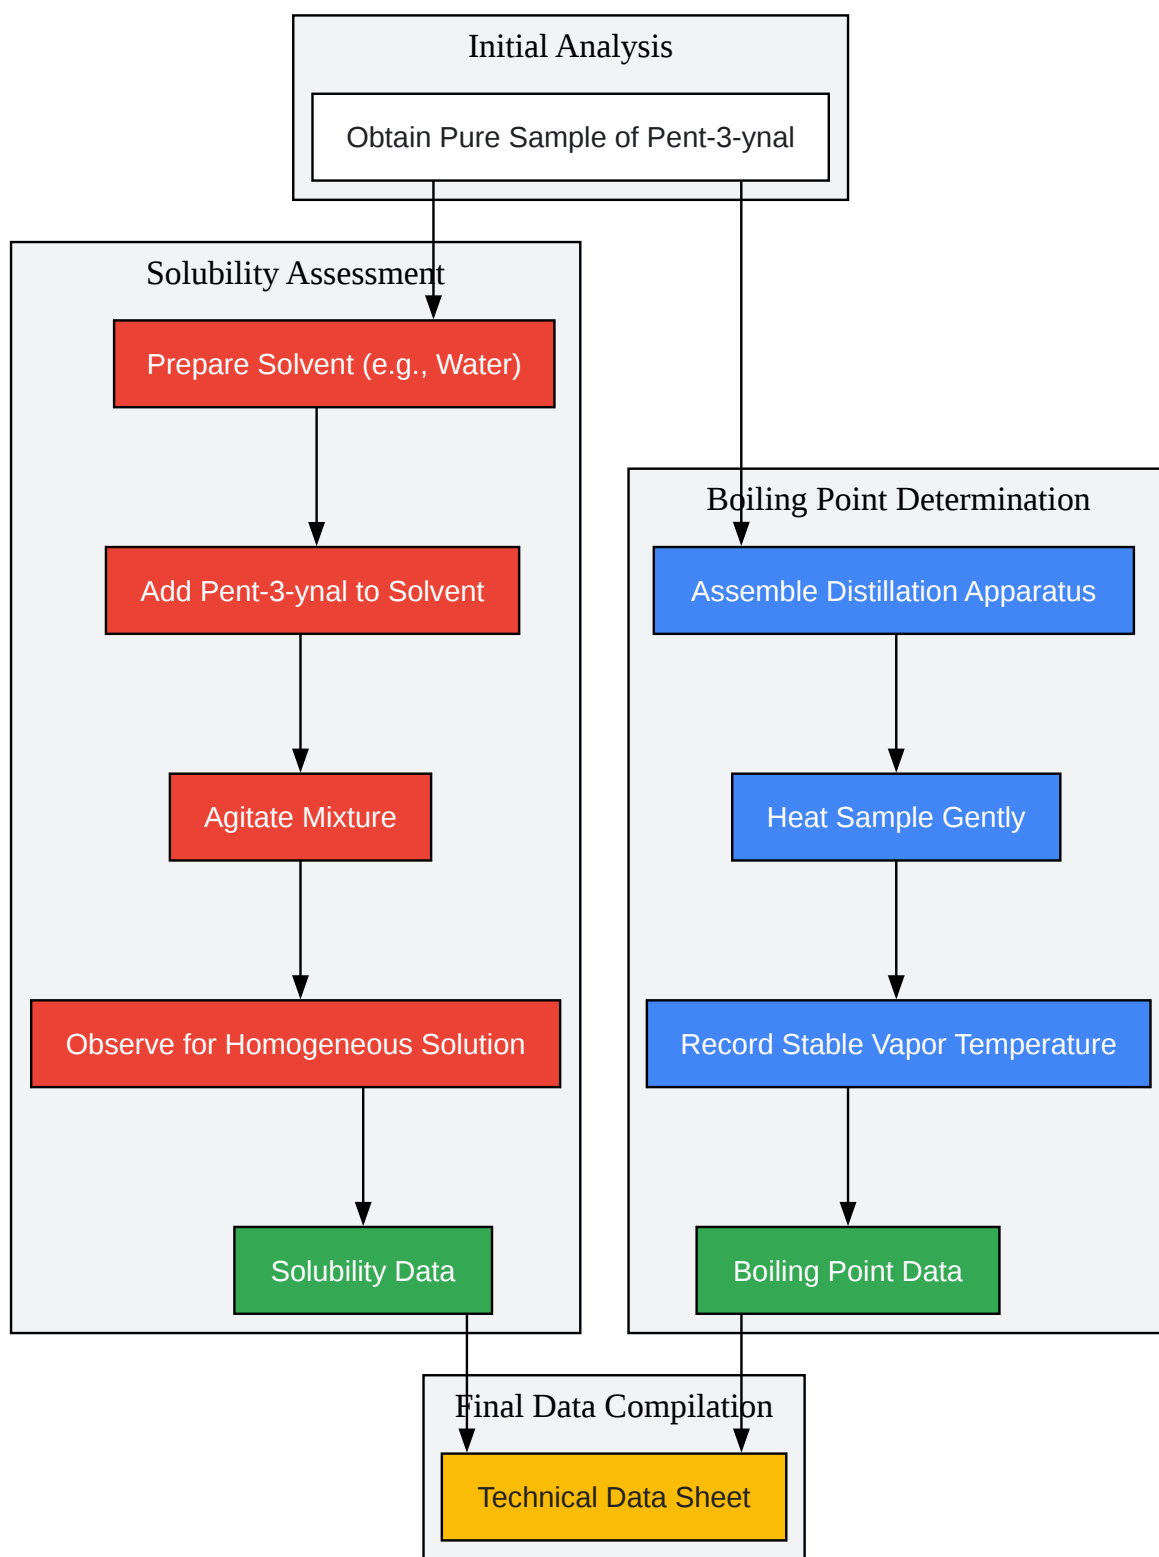 Initial Analysis
Obtain Pure Sample of Pent-3-ynal
Solubility Assessment
Prepare Solvent (e.g., Water)
Add Pent-3-ynal to Solvent
Agitate Mixture
Observe for Homogeneous Solution
Solubility Data
Boiling Point Determination
Assemble Distillation Apparatus
Heat Sample Gently
Record Stable Vapor Temperature
Boiling Point Data
Final Data Compilation
Technical Data Sheet